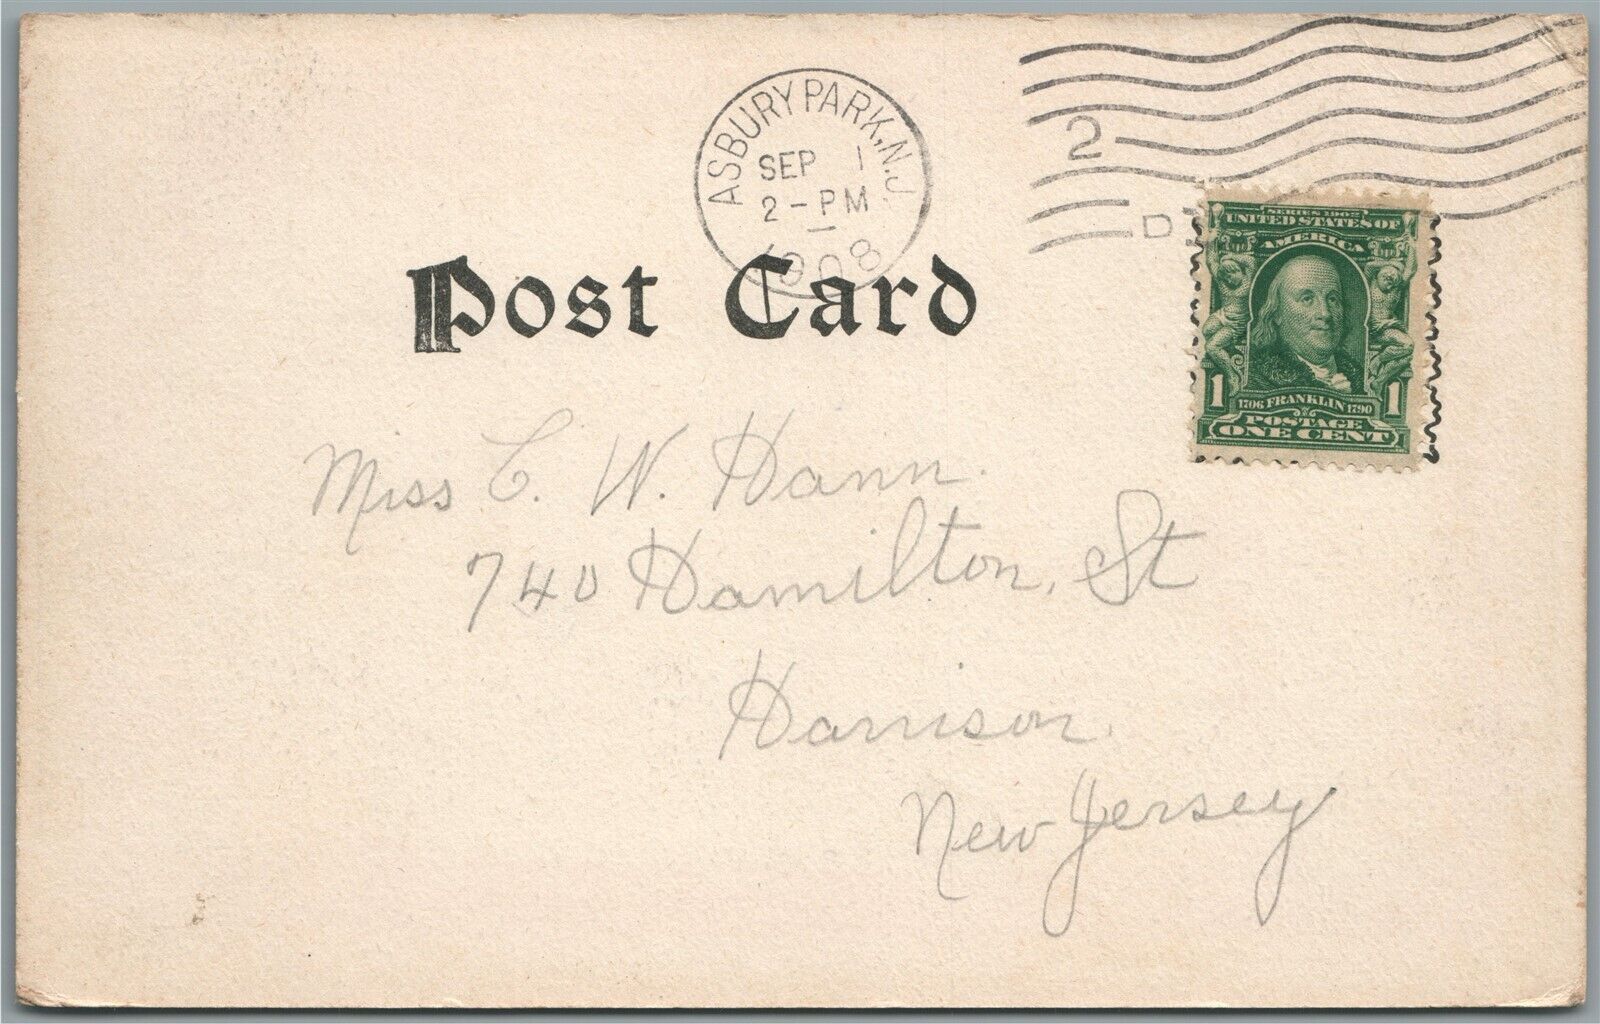 ASBURY PARK, N.J.
SEP 1
2 - PM
1908
2
D
SERIES 1902
UNITED STATES OF
AMERICA
1 1
1706 FRANKLIN 1790
POSTAGE
ONE CENT
Post Card
Miss C. W. Hann.
740 Hamilton, St
Harrison.
New Jersey